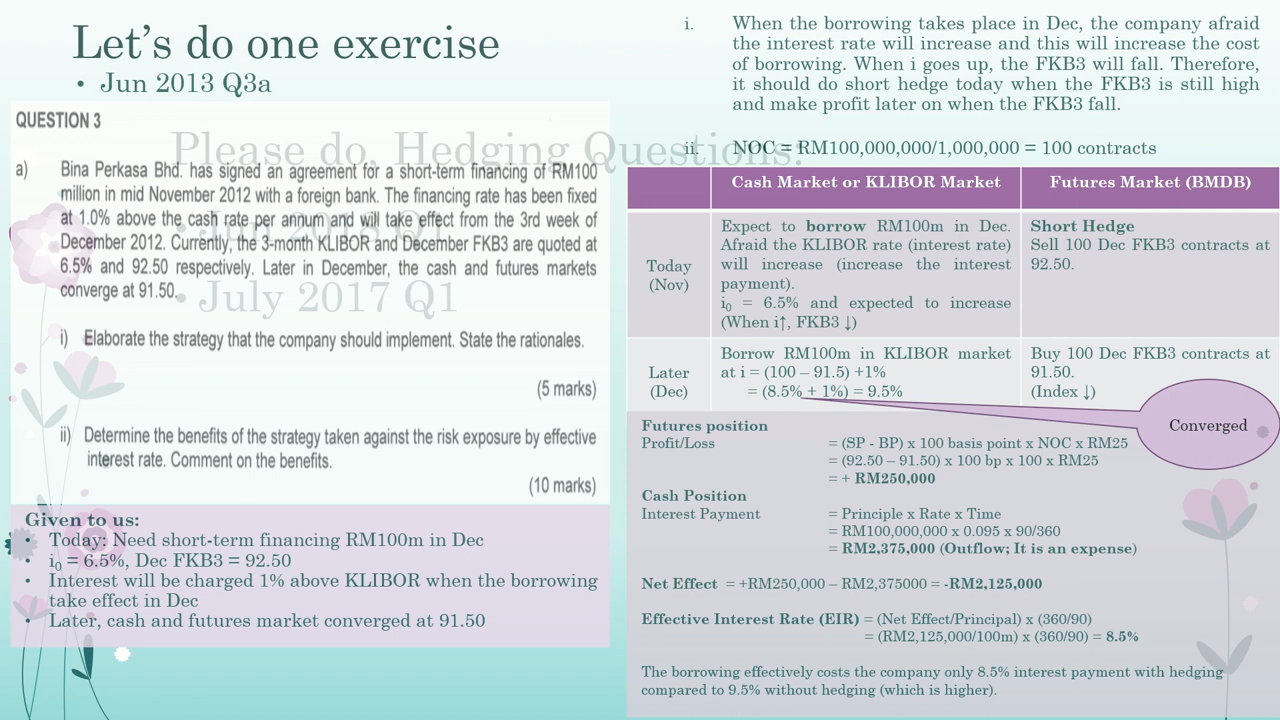 Let's do one exercise
• Jun 2013 Q3a
Please do, Hedging Questions:
• Jun 2018 Q1
• July 2017 Q1
QUESTION 3
a) Bina Perkasa Bhd. has signed an agreement for a short-term financing of RM100
million in mid November 2012 with a foreign bank. The financing rate has been fixed
at 1.0% above the cash rate per annum and will take effect from the 3rd week of
December 2012. Currently, the 3-month KLIBOR and December FKB3 are quoted at
6.5% and 92.50 respectively. Later in December, the cash and futures markets
converge at 91.50.
i) Elaborate the strategy that the company should implement. State the rationales.
(5 marks)
ii) Determine the benefits of the strategy taken against the risk exposure by effective
interest rate. Comment on the benefits.
(10 marks)
Given to us:
• Today: Need short-term financing RM100m in Dec
• i0 = 6.5%, Dec FKB3 = 92.50
• Interest will be charged 1% above KLIBOR when the borrowing
take effect in Dec
• Later, cash and futures market converged at 91.50
i. When the borrowing takes place in Dec, the company afraid
the interest rate will increase and this will increase the cost
of borrowing. When i goes up, the FKB3 will fall. Therefore,
it should do short hedge today when the FKB3 is still high
and make profit later on when the FKB3 fall.
ii. NOC = RM100,000,000/1,000,000 = 100 contracts
Cash Market or KLIBOR Market
Futures Market (BMDB)
Today
(Nov)
Expect to borrow RM100m in Dec.
Afraid the KLIBOR rate (interest rate)
will increase (increase the interest
payment).
i0 = 6.5% and expected to increase
(When i↑, FKB3 ↓)
Short Hedge
Sell 100 Dec FKB3 contracts at
92.50.
Later
(Dec)
Borrow RM100m in KLIBOR market
at i = (100 – 91.5) +1%
= (8.5% + 1%) = 9.5%
Buy 100 Dec FKB3 contracts at
91.50.
(Index ↓)
Converged
Futures position
Profit/Loss = (SP - BP) x 100 basis point x NOC x RM25
= (92.50 – 91.50) x 100 bp x 100 x RM25
= + RM250,000
Cash Position
Interest Payment = Principle x Rate x Time
= RM100,000,000 x 0.095 x 90/360
= RM2,375,000 (Outflow; It is an expense)
Net Effect = +RM250,000 – RM2,375000 = -RM2,125,000
Effective Interest Rate (EIR) = (Net Effect/Principal) x (360/90)
= (RM2,125,000/100m) x (360/90) = 8.5%
The borrowing effectively costs the company only 8.5% interest payment with hedging
compared to 9.5% without hedging (which is higher).